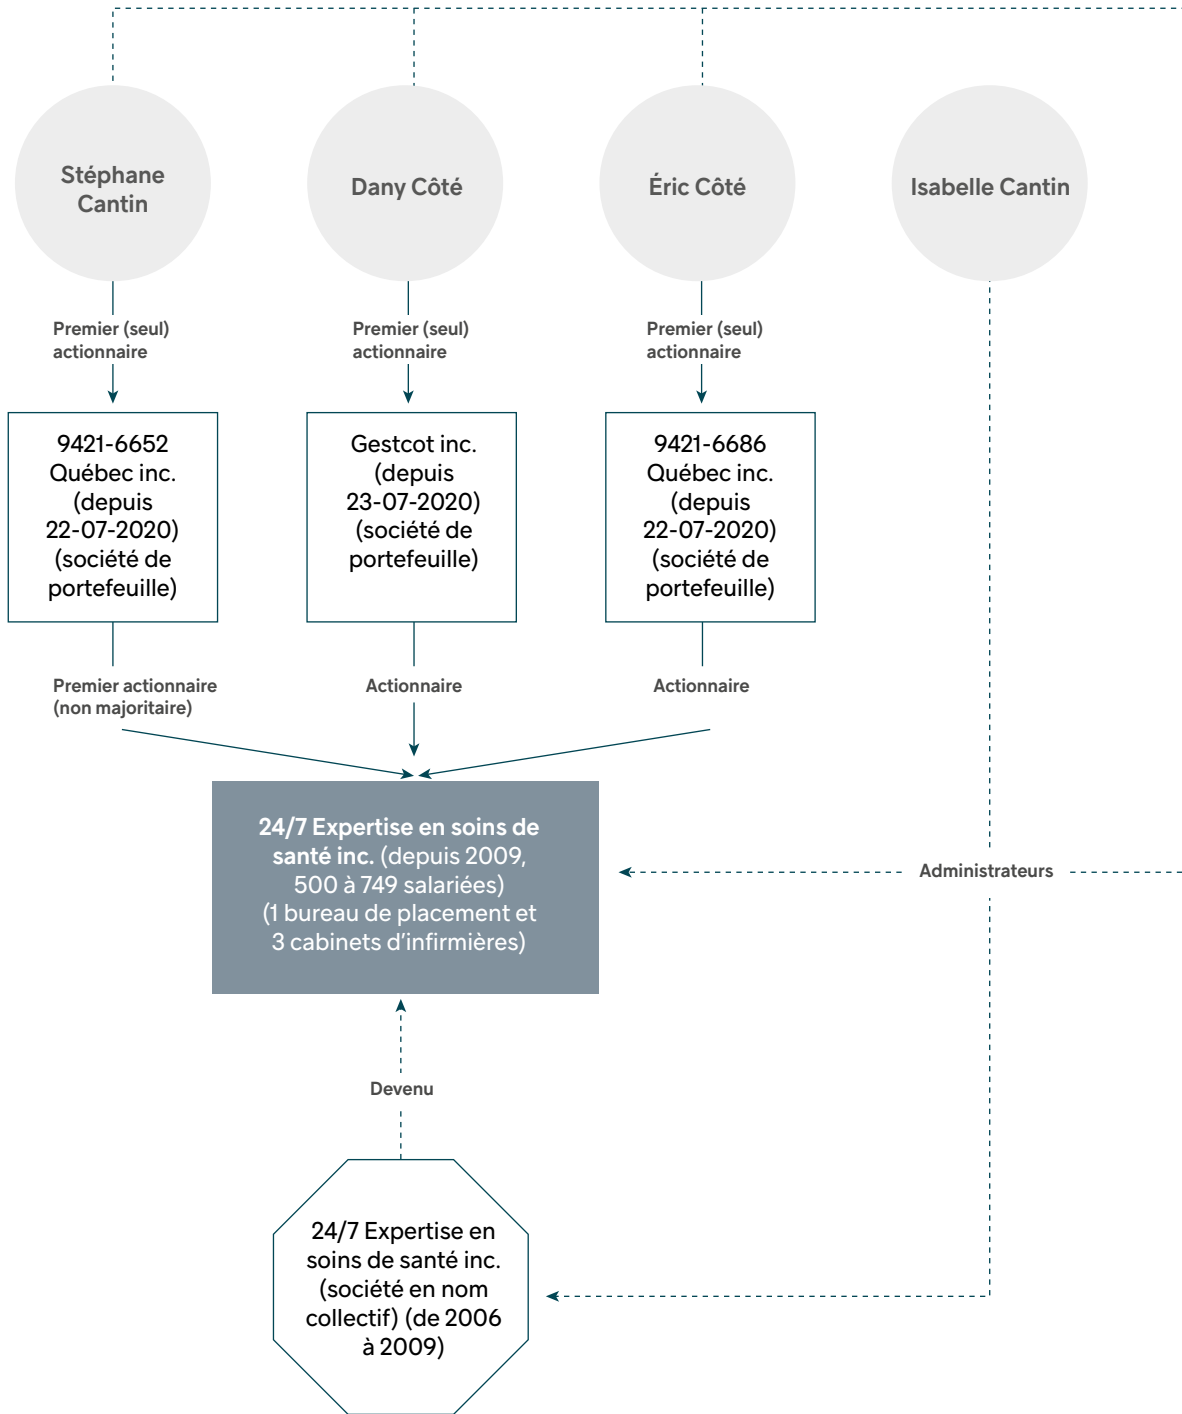 Stéphane
Cantin
Dany Côté
Éric Côté
Isabelle Cantin
Premier (seul)
actionnaire
Premier (seul)
actionnaire
Premier (seul)
actionnaire
9421-6652
Québec inc.
(depuis
22-07-2020)
(société de
portefeuille)
Gestcot inc.
(depuis
23-07-2020)
(société de
portefeuille)
9421-6686
Québec inc.
(depuis
22-07-2020)
(société de
portefeuille)
Premier actionnaire
(non majoritaire)
Actionnaire
Actionnaire
24/7 Expertise en soins de
santé inc. (depuis 2009,
500 à 749 salariées)
(1 bureau de placement et
3 cabinets d'infirmières)
Administrateurs
Devenu
24/7 Expertise en
soins de santé inc.
(société en nom
collectif) (de 2006
à 2009)